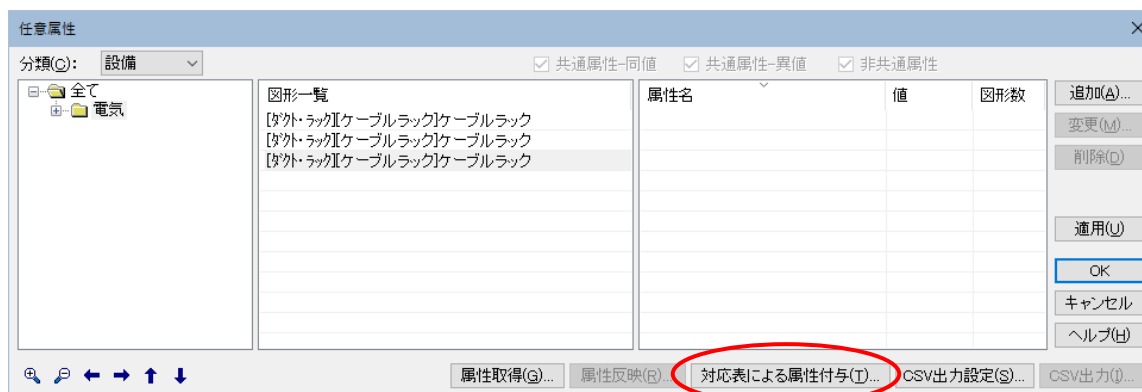 任意属性
分類(C): 設備
共通属性-同値 共通属性-異値 非共通属性
全て
電気
図形一覧
[ﾀﾞｸﾄ・ﾗｯｸ][ケーブルラック]ケーブルラック
[ﾀﾞｸﾄ・ﾗｯｸ][ケーブルラック]ケーブルラック
[ﾀﾞｸﾄ・ﾗｯｸ][ケーブルラック]ケーブルラック
属性名 値 図形数
追加(A)...
変更(M)...
削除(D)
適用(U)
OK
キャンセル
ヘルプ(H)
属性取得(G)... 属性反映(R)... 対応表による属性付与(T)... CSV出力設定(S)... CSV出力(I)...